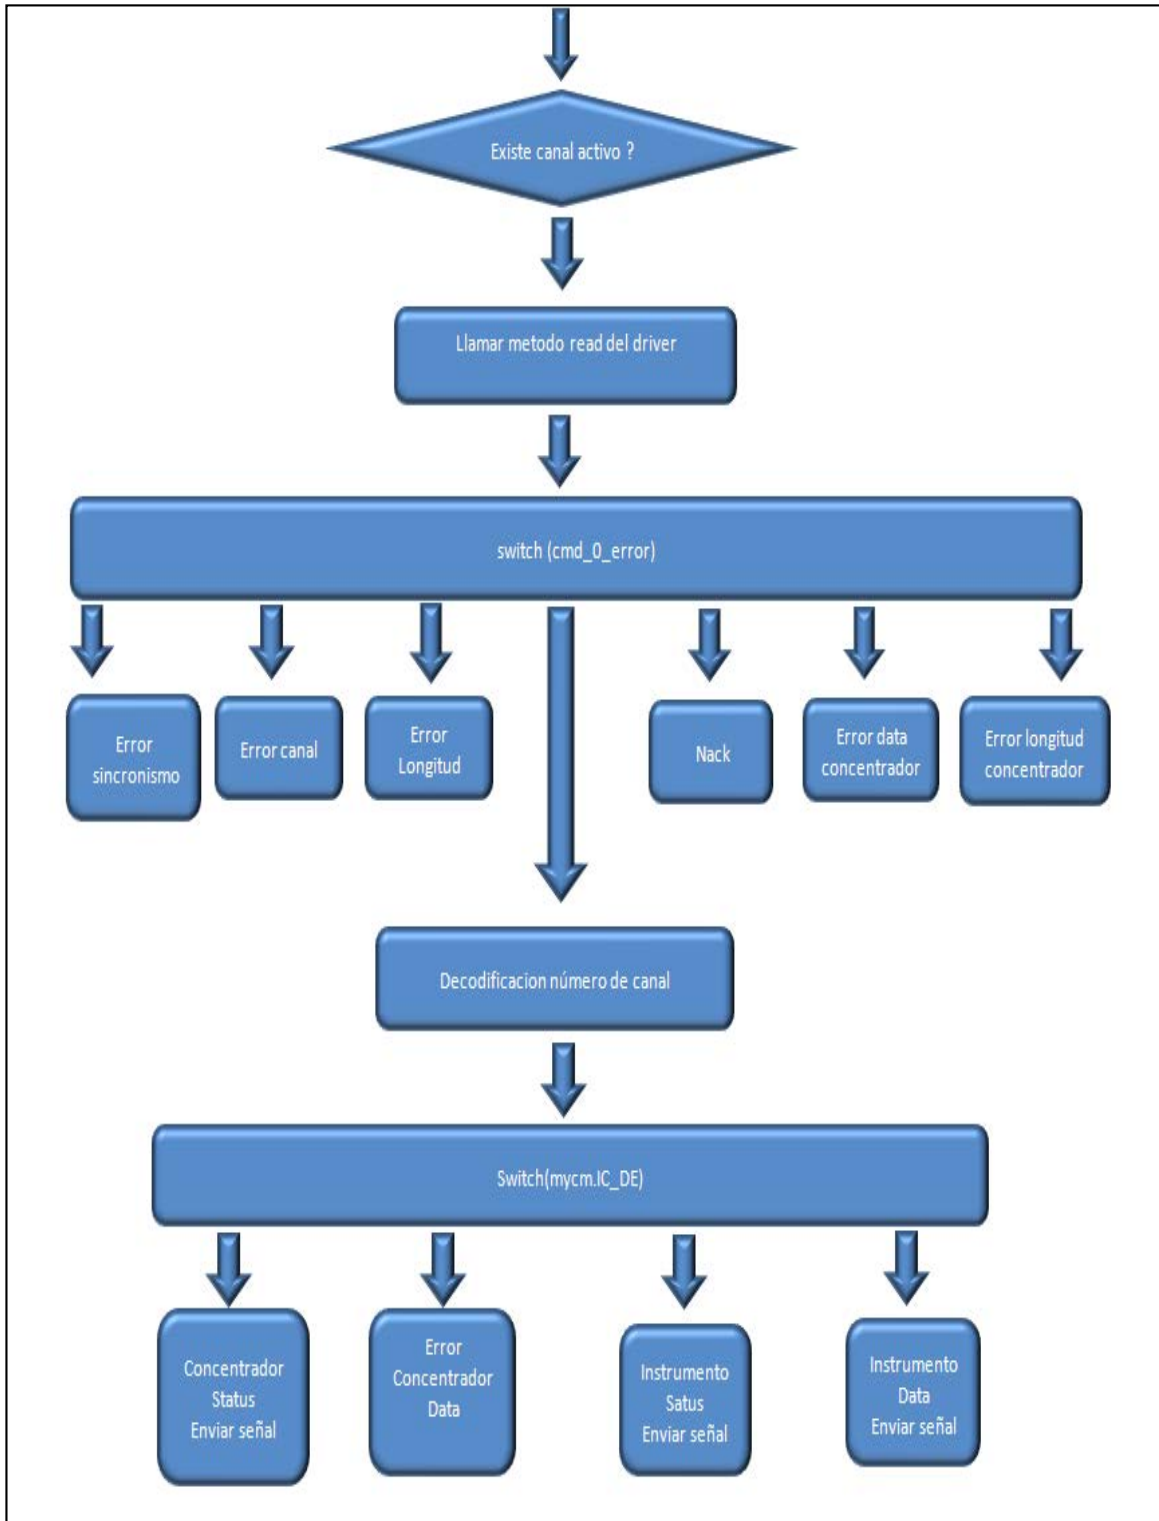 Existe canal activo ?
Llamar metodo read del driver
switch (cmd_0_error)
Error
sincronismo
Error canal
Error
Longitud
Nack
Error data
concentrador
Error longitud
concentrador
Decodificacion número de canal
Switch(mycm.IC_DE)
Concentrador
Status
Enviar señal
Error
Concentrador
Data
Instrumento
Satus
Enviar señal
Instrumento
Data
Enviar señal